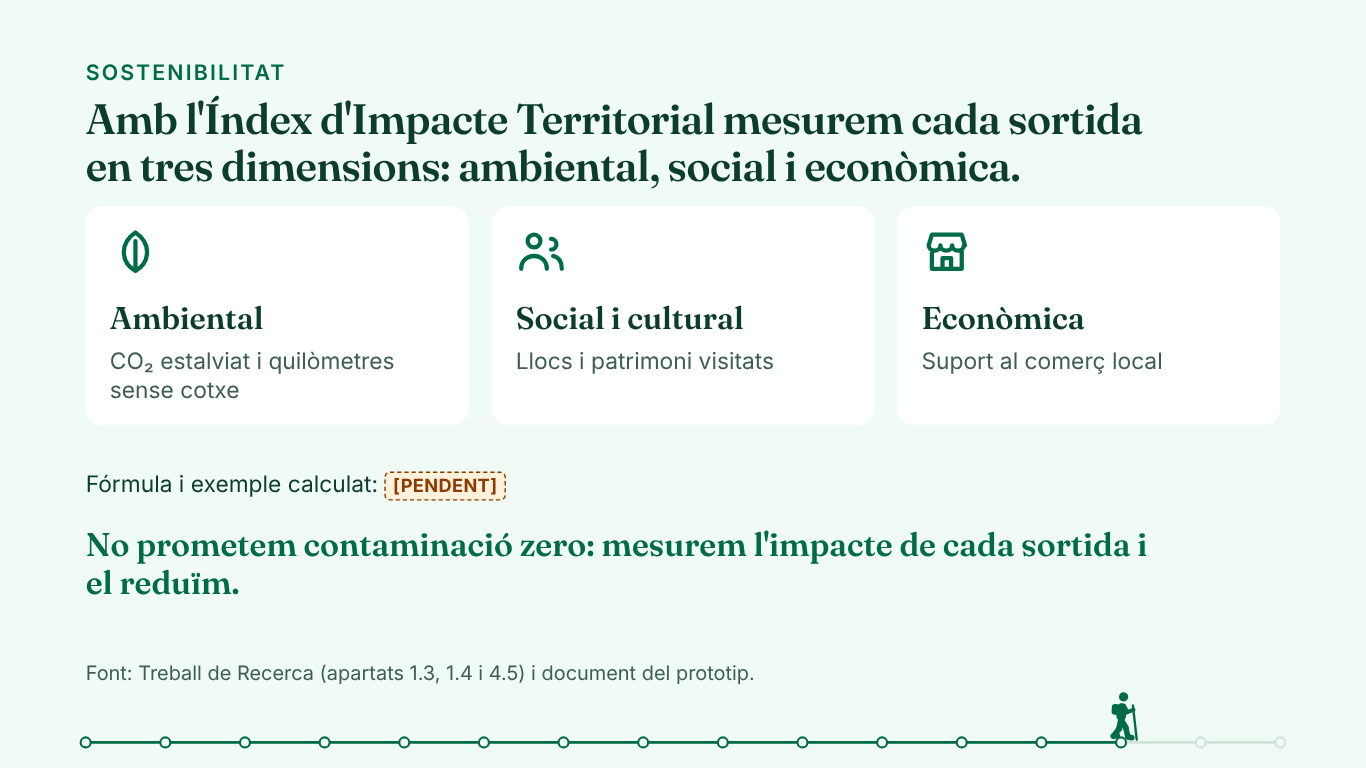 SOSTENIBILITAT
Amb l'Índex d'Impacte Territorial mesurem cada sortida
en tres dimensions: ambiental, social i econòmica.
Ambiental
CO₂ estalviat i quilòmetres
sense cotxe
Social i cultural
Llocs i patrimoni visitats
Econòmica
Suport al comerç local
Fórmula i exemple calculat: [PENDENT]
No prometem contaminació zero: mesurem l'impacte de cada sortida i
el reduïm.
Font: Treball de Recerca (apartats 1.3, 1.4 i 4.5) i document del prototip.